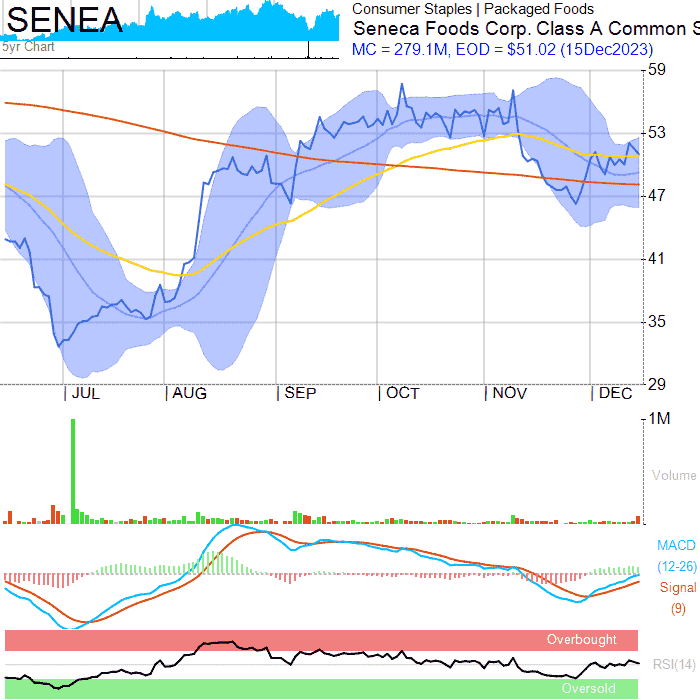 SENEA
5yr Chart
Consumer Staples | Packaged Foods
Seneca Foods Corp. Class A Common S
MC = 279.1M, EOD = $51.02 (15Dec2023)
59
53
47
41
35
29
| JUL | AUG | SEP | OCT | NOV | DEC
1M
Volume
MACD
(12-26)
Signal
(9)
Overbought
RSI(14)
Oversold